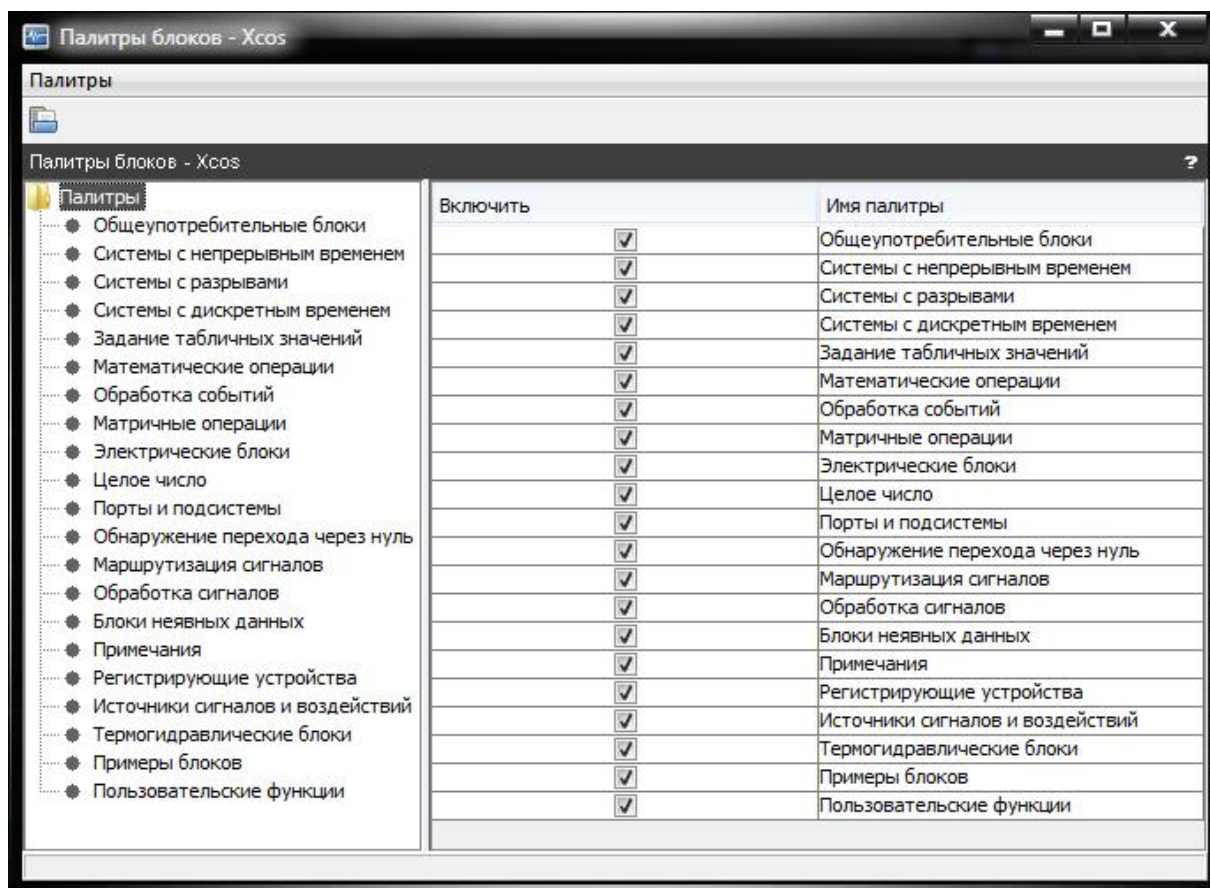 Палитры блоков - Xcos
Палитры
Палитры блоков - Xcos ?
Палитры
Общеупотребительные блоки
Системы с непрерывным временем
Системы с разрывами
Системы с дискретным временем
Задание табличных значений
Математические операции
Обработка событий
Матричные операции
Электрические блоки
Целое число
Порты и подсистемы
Обнаружение перехода через нуль
Маршрутизация сигналов
Обработка сигналов
Блоки неявных данных
Примечания
Регистрирующие устройства
Источники сигналов и воздействий
Термогидравлические блоки
Примеры блоков
Пользовательские функции
Включить Имя палитры
Общеупотребительные блоки
Системы с непрерывным временем
Системы с разрывами
Системы с дискретным временем
Задание табличных значений
Математические операции
Обработка событий
Матричные операции
Электрические блоки
Целое число
Порты и подсистемы
Обнаружение перехода через нуль
Маршрутизация сигналов
Обработка сигналов
Блоки неявных данных
Примечания
Регистрирующие устройства
Источники сигналов и воздействий
Термогидравлические блоки
Примеры блоков
Пользовательские функции